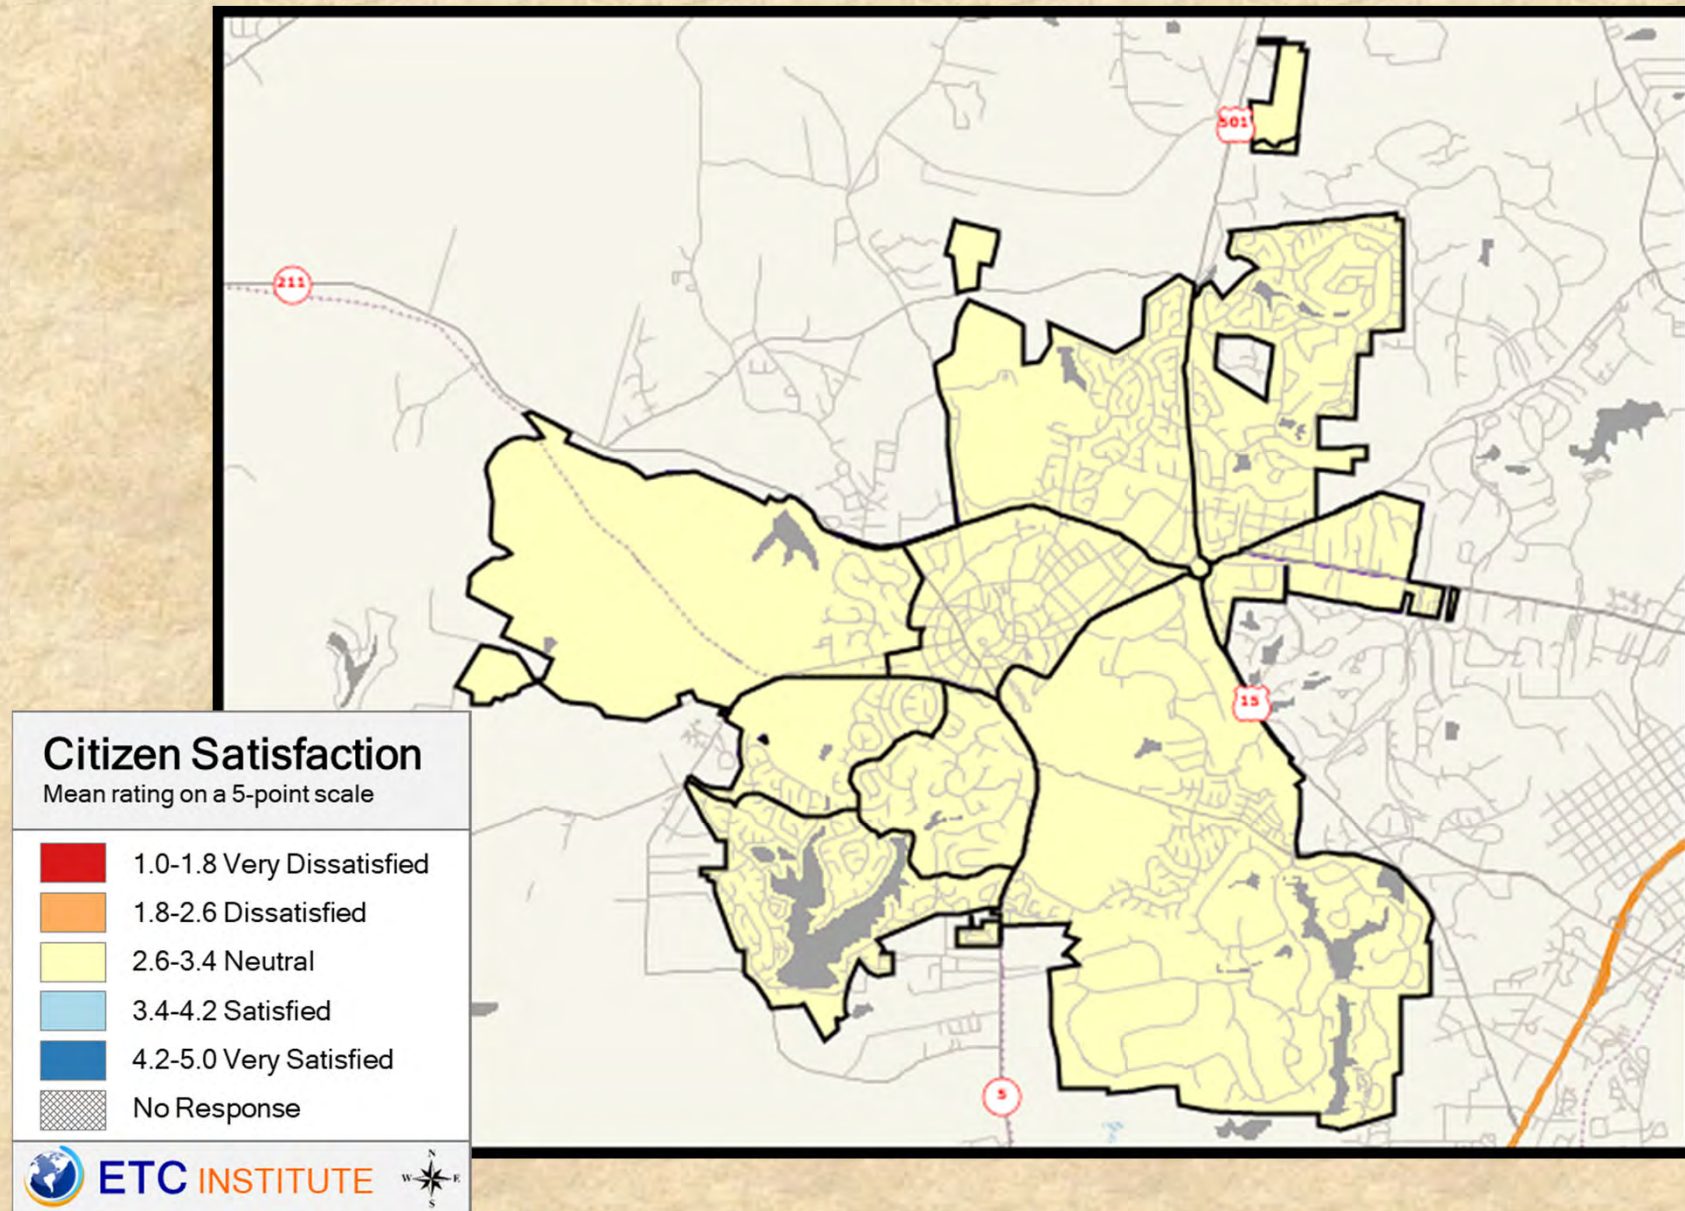 501
211
15
Citizen Satisfaction
Mean rating on a 5-point scale
1.0-1.8 Very Dissatisfied
1.8-2.6 Dissatisfied
2.6-3.4 Neutral
3.4-4.2 Satisfied
4.2-5.0 Very Satisfied
No Response
5
ETC INSTITUTE
N
W E
S